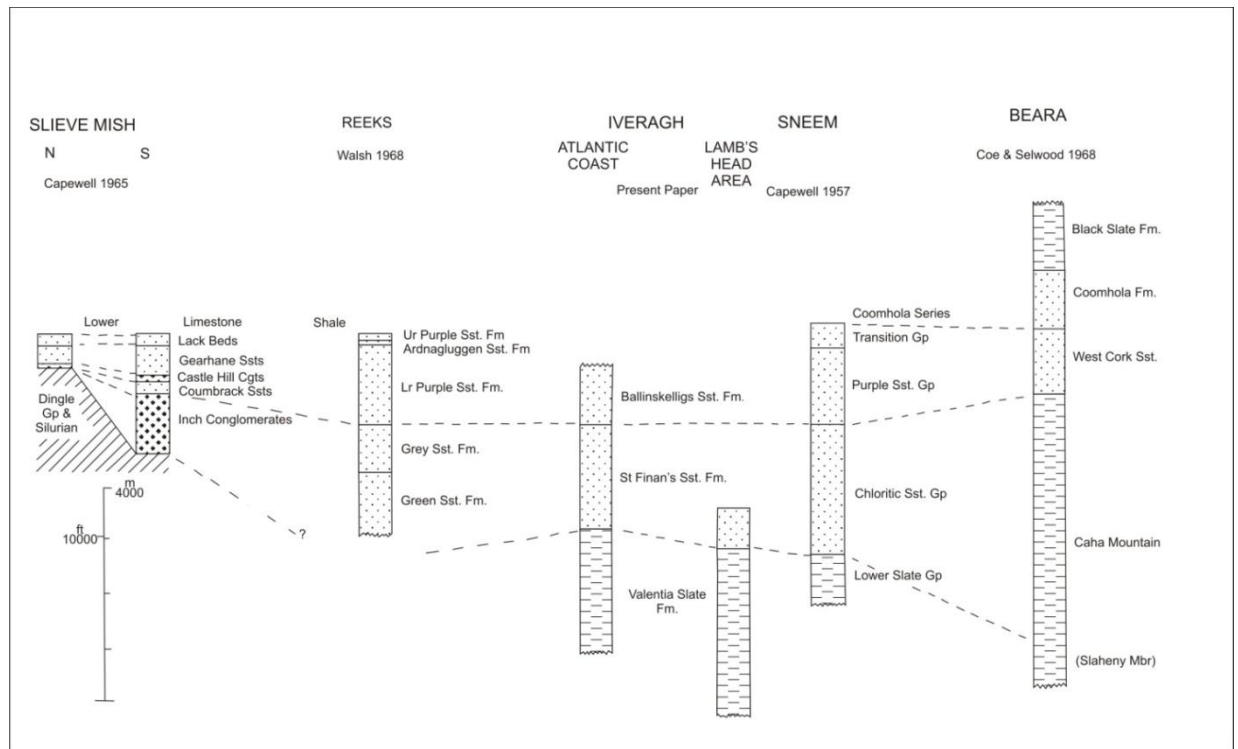 SLIEVE MISH
N S
Capewell 1965
REEKS
Walsh 1968
IVERAGH
ATLANTIC
COAST
LAMB'S
HEAD
AREA
Present Paper
SNEEM
Capewell 1957
BEARA
Coe & Selwood 1968
Lower Limestone Shale
Lack Beds
Gearhane Ssts
Castle Hill Cgts
Coumbrack Ssts
Inch Conglomerates
Dingle
Gp &
Silurian
m
4000
ft
10000
?
Ur Purple Sst. Fm
Ardnagluggen Sst. Fm
Lr Purple Sst. Fm.
Grey Sst. Fm.
Green Sst. Fm.
Ballinskelligs Sst. Fm.
St Finan's Sst. Fm.
Valentia Slate
Fm.
Coomhola Series
Transition Gp
Purple Sst. Gp
Chloritic Sst. Gp
Lower Slate Gp
Black Slate Fm.
Coomhola Fm.
West Cork Sst.
Caha Mountain
(Slaheny Mbr)